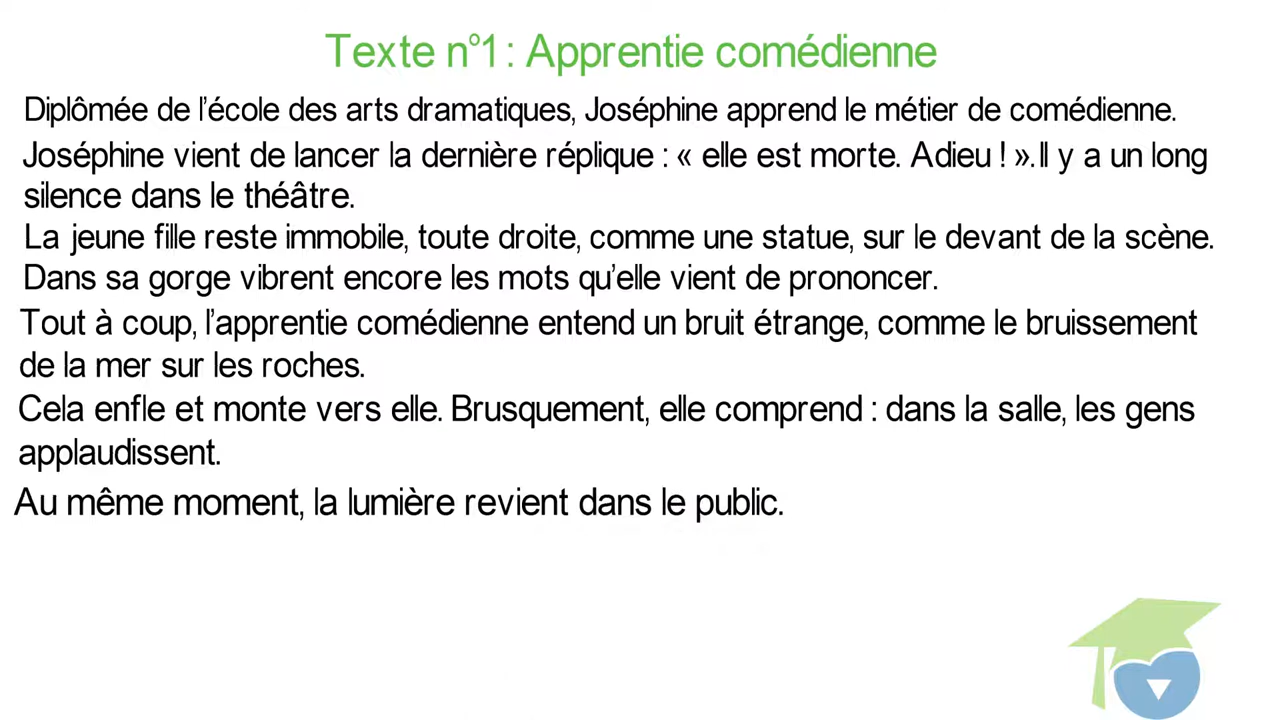 Texte n°1 : Apprentie comédienne
Diplômée de l’école des arts dramatiques, Joséphine apprend le métier de comédienne.
Joséphine vient de lancer la dernière réplique : « elle est morte. Adieu ! ».Il y a un long
silence dans le théâtre.
La jeune fille reste immobile, toute droite, comme une statue, sur le devant de la scène.
Dans sa gorge vibrent encore les mots qu’elle vient de prononcer.
Tout à coup, l’apprentie comédienne entend un bruit étrange, comme le bruissement
de la mer sur les roches.
Cela enfle et monte vers elle. Brusquement, elle comprend : dans la salle, les gens
applaudissent.
Au même moment, la lumière revient dans le public.